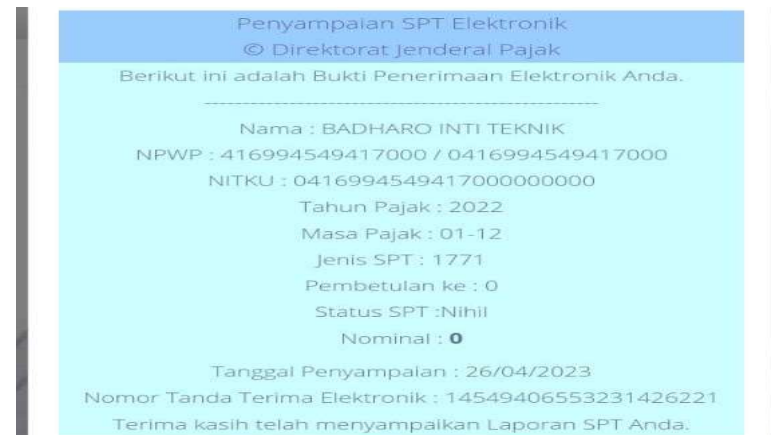 Penyampaian SPT Elektronik
© Direktorat Jenderal Pajak
Berikut ini adalah Bukti Penerimaan Elektronik Anda.
--------------------------------------------------
Nama : BADHARO INTI TEKNIK
NPWP : 416994549417000 / 0416994549417000
NITKU : 0416994549417000000000
Tahun Pajak : 2022
Masa Pajak : 01-12
Jenis SPT : 1771
Pembetulan ke : 0
Status SPT :Nihil
Nominal : 0
Tanggal Penyampaian : 26/04/2023
Nomor Tanda Terima Elektronik : 14549406553231426221
Terima kasih telah menyampaikan Laporan SPT Anda.